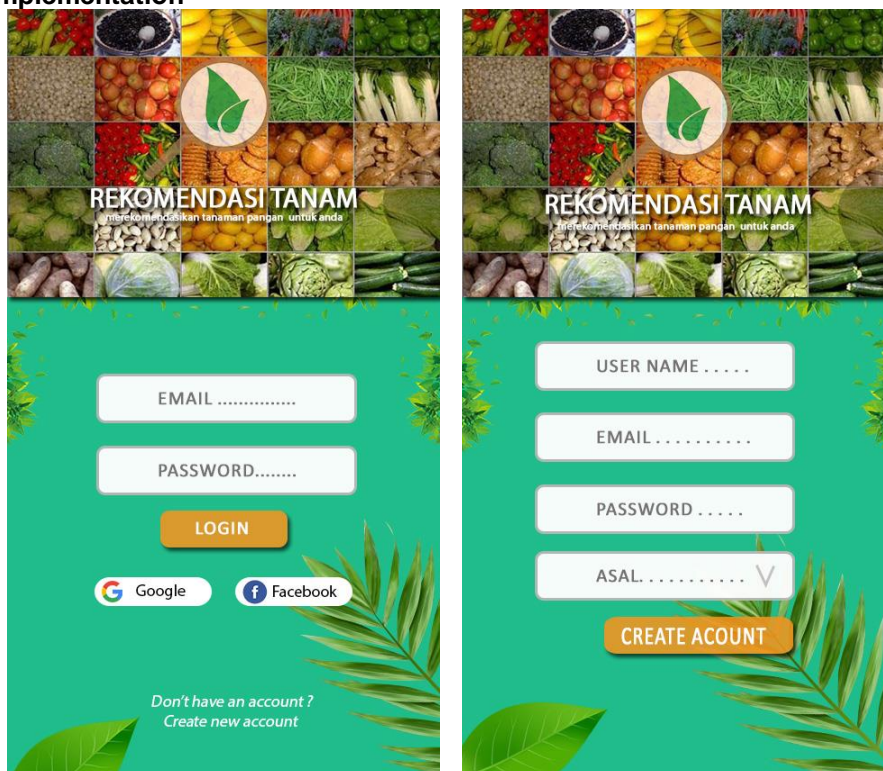 REKOMENDASI TANAM
merekomendasikan tanaman pangan untuk anda
EMAIL ...............
PASSWORD........
LOGIN
Google
f Facebook
Don't have an account ?
Create new account
REKOMENDASI TANAM
merekomendasikan tanaman pangan untuk anda
USER NAME . . . . .
EMAIL . . . . . . . . . .
PASSWORD . . . . .
ASAL. . . . . . . . . . . V
CREATE ACOUNT